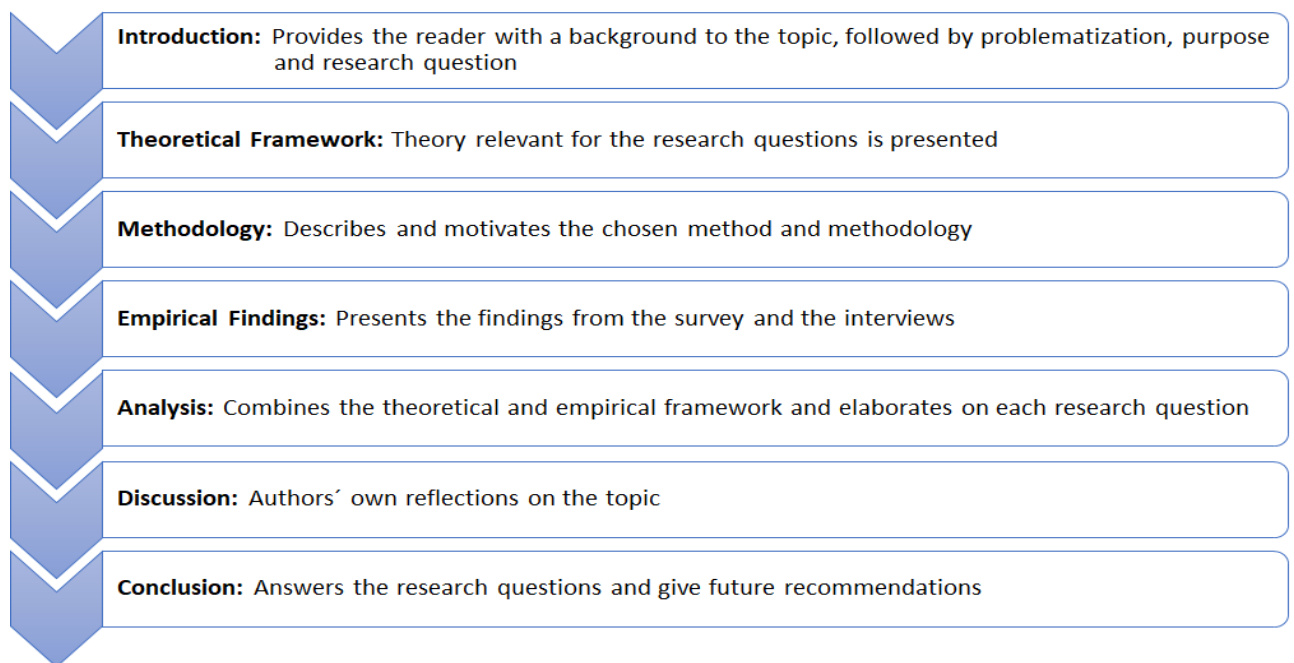 Introduction: Provides the reader with a background to the topic, followed by problematization, purpose
and research question
Theoretical Framework: Theory relevant for the research questions is presented
Methodology: Describes and motivates the chosen method and methodology
Empirical Findings: Presents the findings from the survey and the interviews
Analysis: Combines the theoretical and empirical framework and elaborates on each research question
Discussion: Authors´ own reflections on the topic
Conclusion: Answers the research questions and give future recommendations